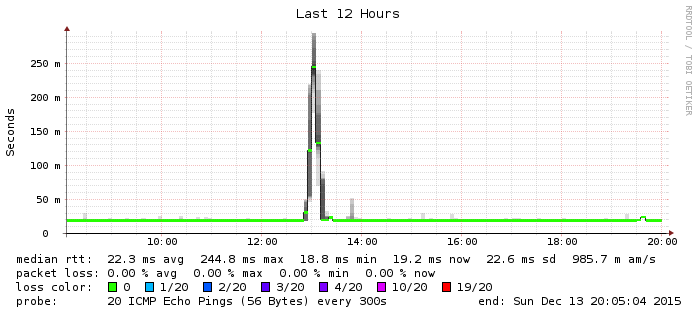 Last 12 Hours
RRDTOOL / TOBI OETIKER
Seconds
250 m
200 m
150 m
100 m
50 m
0
10:00 12:00 14:00 16:00 18:00 20:00
median rtt: 22.3 ms avg 244.8 ms max 18.8 ms min 19.2 ms now 22.6 ms sd 985.7 m am/s
packet loss: 0.00 % avg 0.00 % max 0.00 % min 0.00 % now
loss color: 0 1/20 2/20 3/20 4/20 10/20 19/20
probe: 20 ICMP Echo Pings (56 Bytes) every 300s end: Sun Dec 13 20:05:04 2015